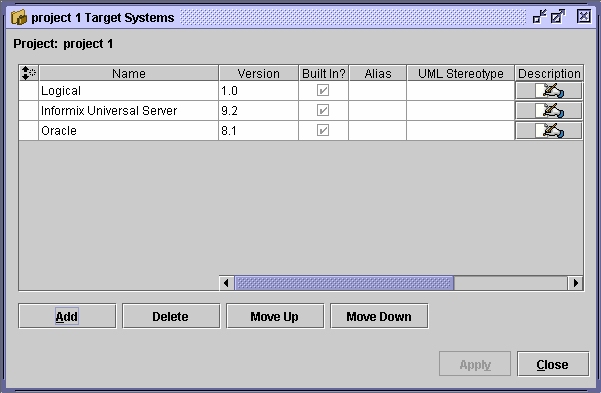 project 1 Target Systems
Project: project 1
Name Version Built In? Alias UML Stereotype Description
Logical 1.0
Informix Universal Server 9.2
Oracle 8.1
Add Delete Move Up Move Down
Apply Close